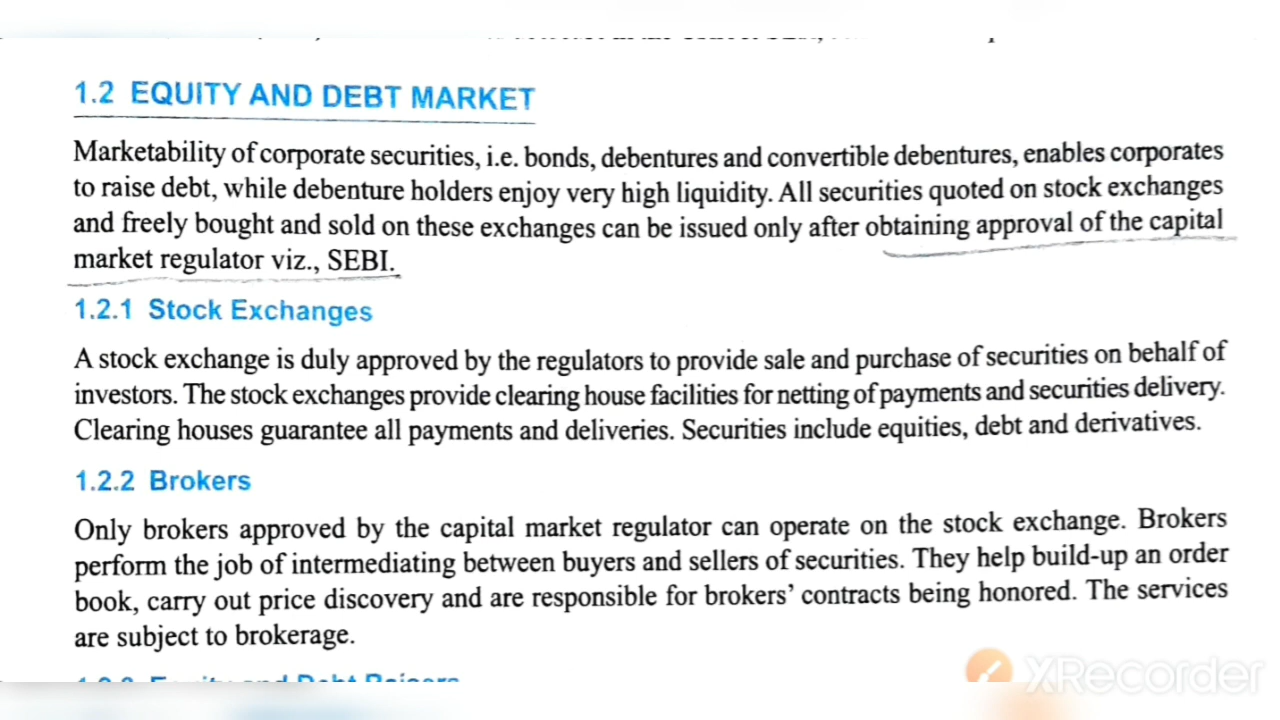 1.2 EQUITY AND DEBT MARKET
Marketability of corporate securities, i.e. bonds, debentures and convertible debentures, enables corporates
to raise debt, while debenture holders enjoy very high liquidity. All securities quoted on stock exchanges
and freely bought and sold on these exchanges can be issued only after obtaining approval of the capital
market regulator viz., SEBI.
1.2.1 Stock Exchanges
A stock exchange is duly approved by the regulators to provide sale and purchase of securities on behalf of
investors. The stock exchanges provide clearing house facilities for netting of payments and securities delivery.
Clearing houses guarantee all payments and deliveries. Securities include equities, debt and derivatives.
1.2.2 Brokers
Only brokers approved by the capital market regulator can operate on the stock exchange. Brokers
perform the job of intermediating between buyers and sellers of securities. They help build-up an order
book, carry out price discovery and are responsible for brokers' contracts being honored. The services
are subject to brokerage.
Equity and Debt Raisers
XRecorder